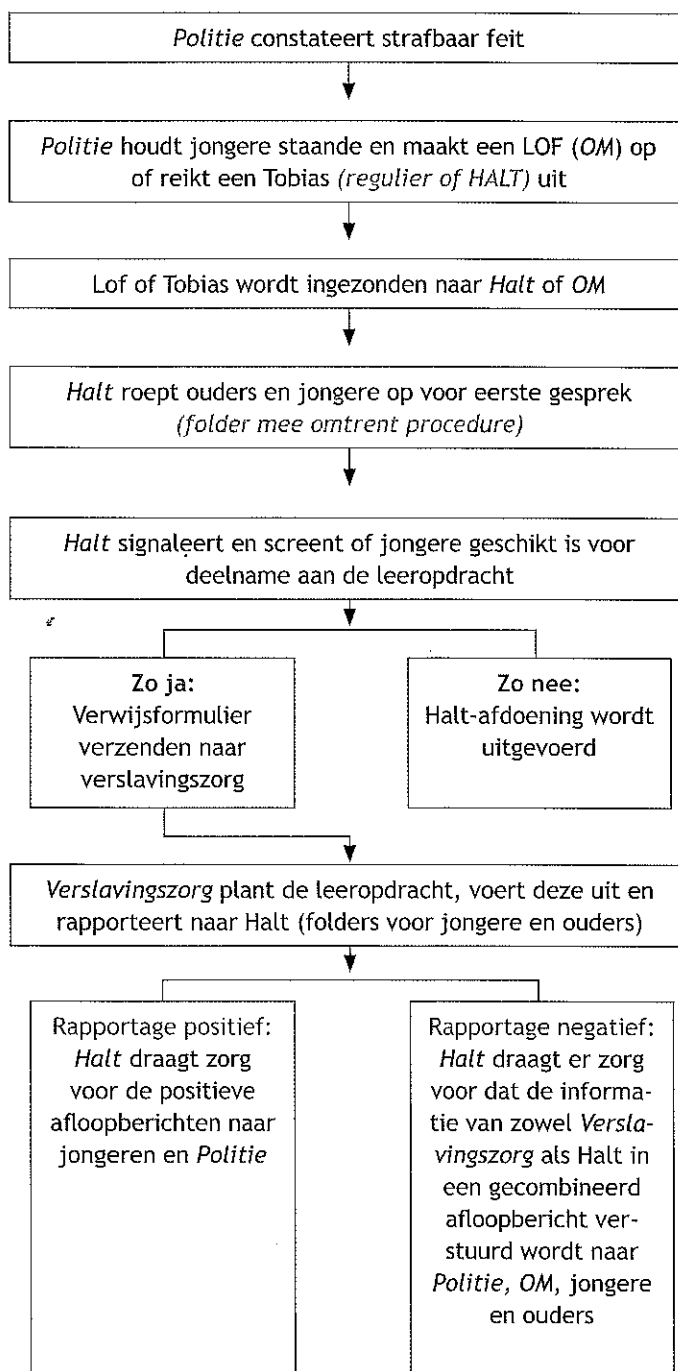 Politie constateert strafbaar feit
Politie houdt jongere staande en maakt een LOF (OM) op
of reikt een Tobias (regulier of HALT) uit
Lof of Tobias wordt ingezonden naar Halt of OM
Halt roept ouders en jongere op voor eerste gesprek
(folder mee omtrent procedure)
Halt signaleert en screent of jongere geschikt is voor
deelname aan de leeropdracht
Zo ja:
Verwijsformulier
verzenden naar
verslavingszorg
Zo nee:
Halt-afdoening wordt
uitgevoerd
Verslavingszorg plant de leeropdracht, voert deze uit en
rapporteert naar Halt (folders voor jongere en ouders)
Rapportage positief:
Halt draagt zorg
voor de positieve
afloopberichten naar
jongeren en Politie
Rapportage negatief:
Halt draagt er zorg
voor dat de informa-
tie van zowel Versla-
vingszorg als Halt in
een gecombineerd
afloopbericht ver-
stuurd wordt naar
Politie, OM, jongere
en ouders